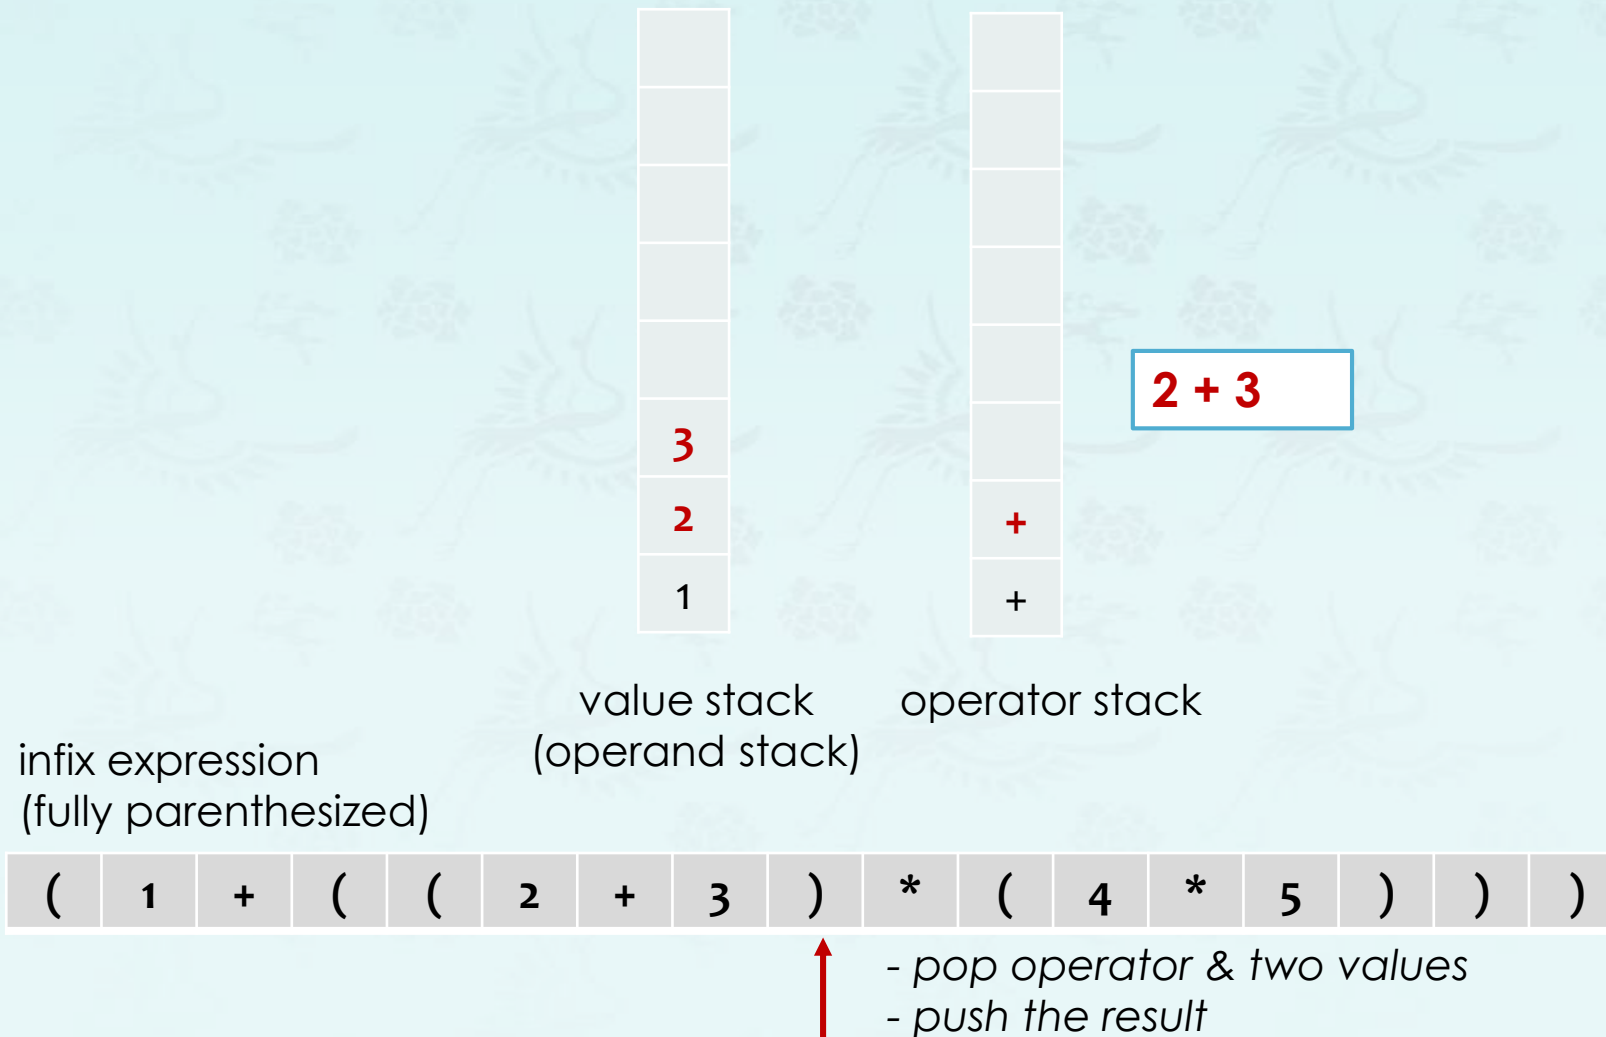 3
2
1
+
+
2 + 3
value stack
(operand stack)
operator stack
infix expression
(fully parenthesized)
( 1 + ( ( 2 + 3 ) * ( 4 * 5 ) ) )
- pop operator & two values
- push the result